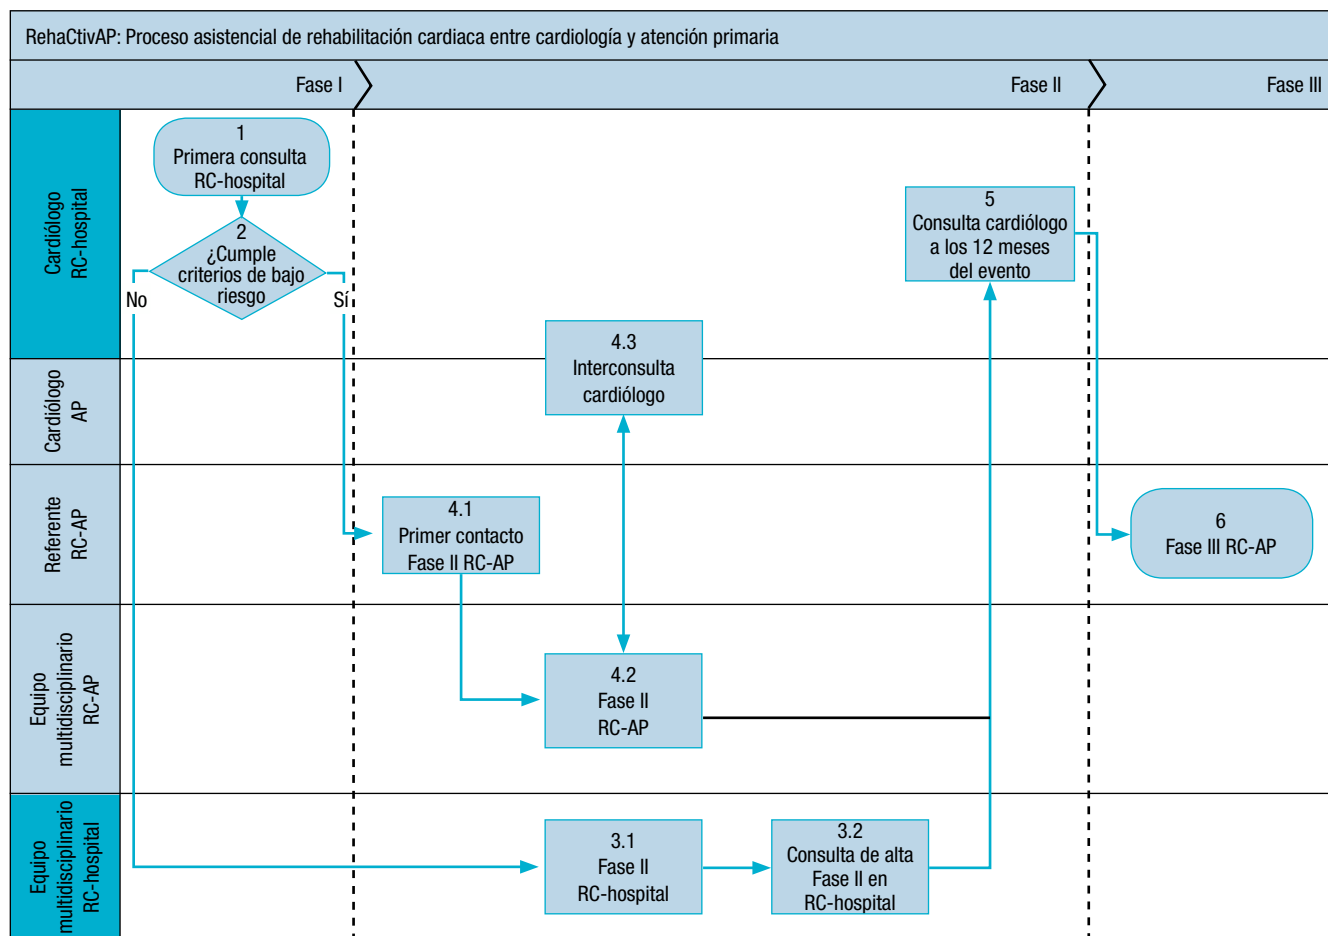 RehaCtivAP: Proceso asistencial de rehabilitación cardiaca entre cardiología y atención primaria
Fase I
Fase II
Fase III
Cardiólogo
RC-hospital
1
Primera consulta
RC-hospital
2
¿Cumple
criterios de bajo
riesgo
No
Sí
5
Consulta cardiólogo
a los 12 meses
del evento
Cardiólogo
AP
4.3
Interconsulta
cardiólogo
Referente
RC-AP
4.1
Primer contacto
Fase II RC-AP
6
Fase III RC-AP
Equipo
multidisciplinario
RC-AP
4.2
Fase II
RC-AP
Equipo
multidisciplinario
RC-hospital
3.1
Fase II
RC-hospital
3.2
Consulta de alta
Fase II en
RC-hospital